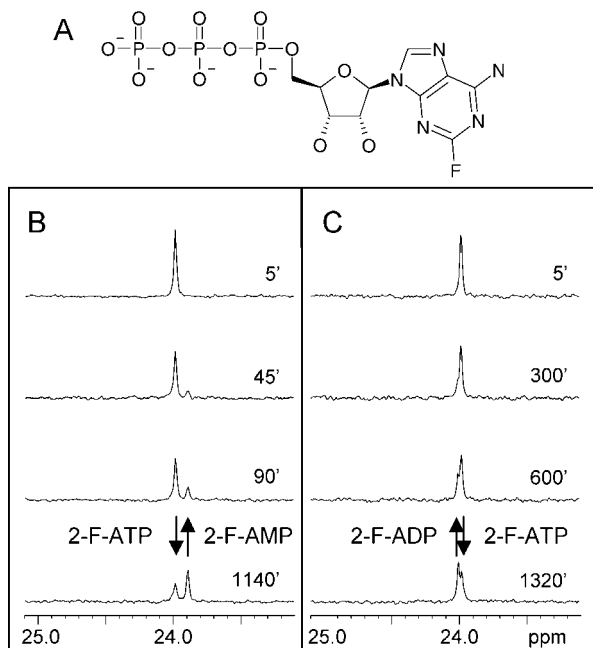 A
O O O
O P O P O P O
O⁻ O⁻ O⁻
O
O O
N N
N N
N
F
B
5'
45'
90'
2-F-ATP 2-F-AMP
1140'
25.0 24.0
C
5'
300'
600'
2-F-ADP 2-F-ATP
1320'
25.0 24.0 ppm